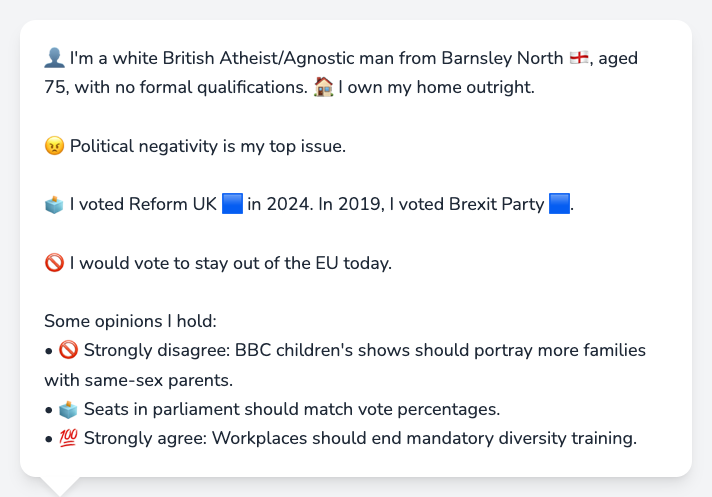 👤 I'm a white British Atheist/Agnostic man from Barnsley North 🏴󠁧󠁢󠁥󠁮󠁧󠁿, aged
75, with no formal qualifications. 🏠 I own my home outright.
😠 Political negativity is my top issue.
🗳️ I voted Reform UK 🟦 in 2024. In 2019, I voted Brexit Party 🟦.
🚫 I would vote to stay out of the EU today.
Some opinions I hold:
• 🚫 Strongly disagree: BBC children's shows should portray more families
with same-sex parents.
• 🗳️ Seats in parliament should match vote percentages.
• 💯 Strongly agree: Workplaces should end mandatory diversity training.